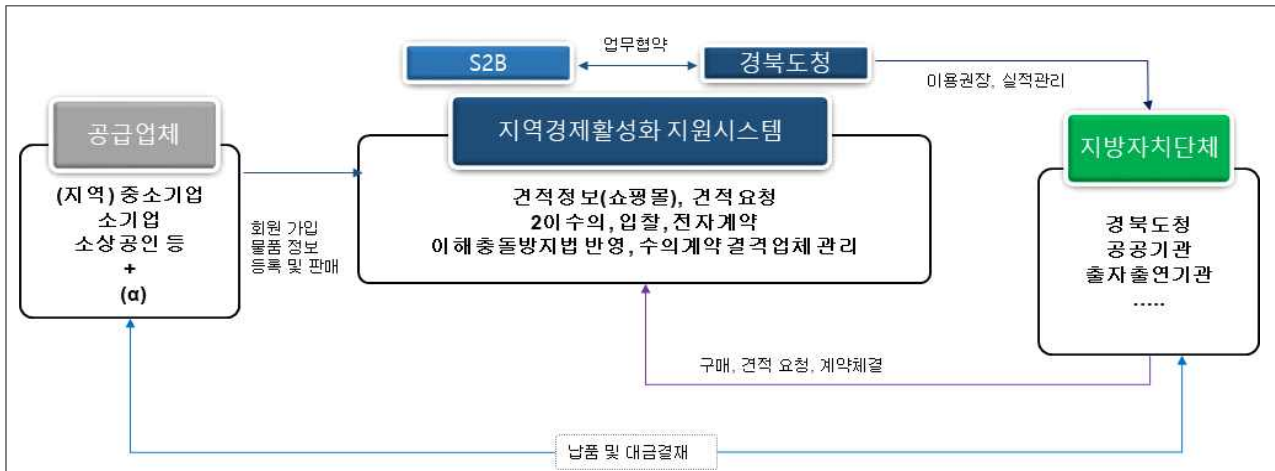 업무협약
S2B
경북도청
이용권장, 실적관리
공급업체
지역경제활성화 지원시스템
지방자치단체
(지역) 중소기업
소기업
소상공인 등
+
(α)
회원 가입
물품 정보
등록 및 판매
견적정보(쇼핑몰), 견적요청
2이수의, 입찰, 전자계약
이해충돌방지법 반영, 수의계약 결격업체 관리
경북도청
공공기관
출자출연기관
.....
구매, 견적 요청, 계약체결
납품 및 대금결재